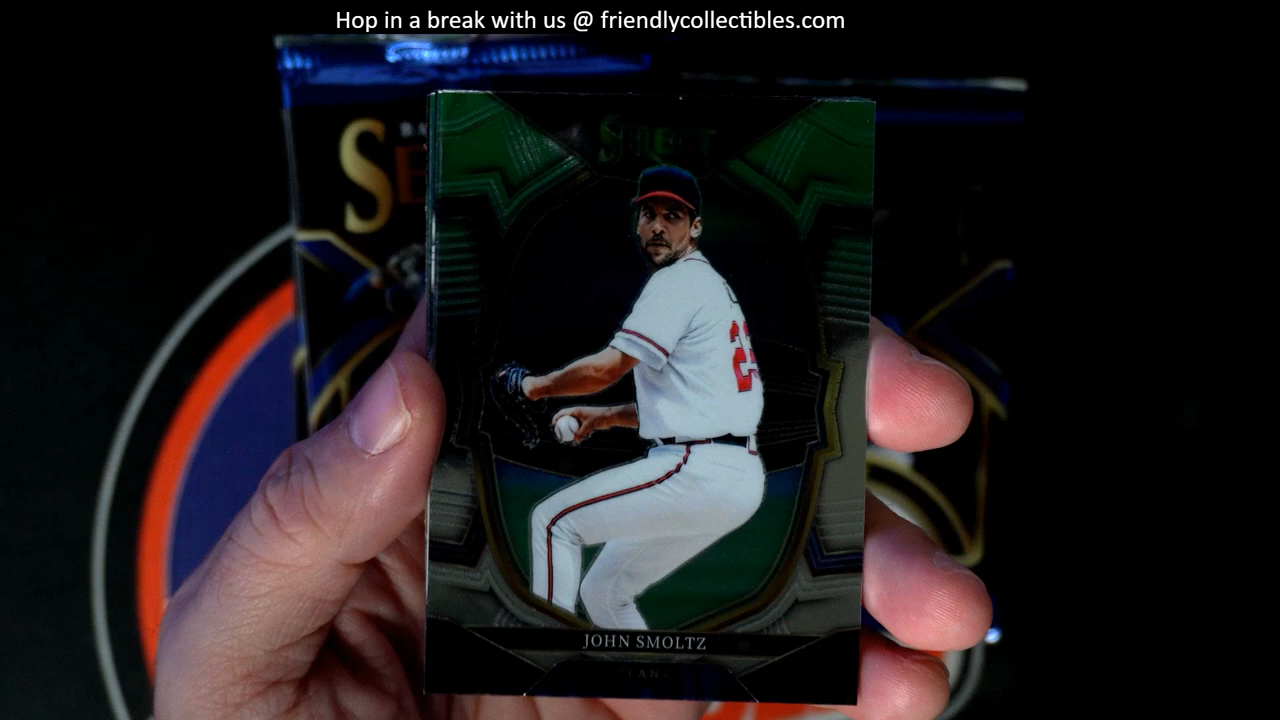 Hop in a break with us @ friendlycollectibles.com
SELECT
JOHN SMOLTZ